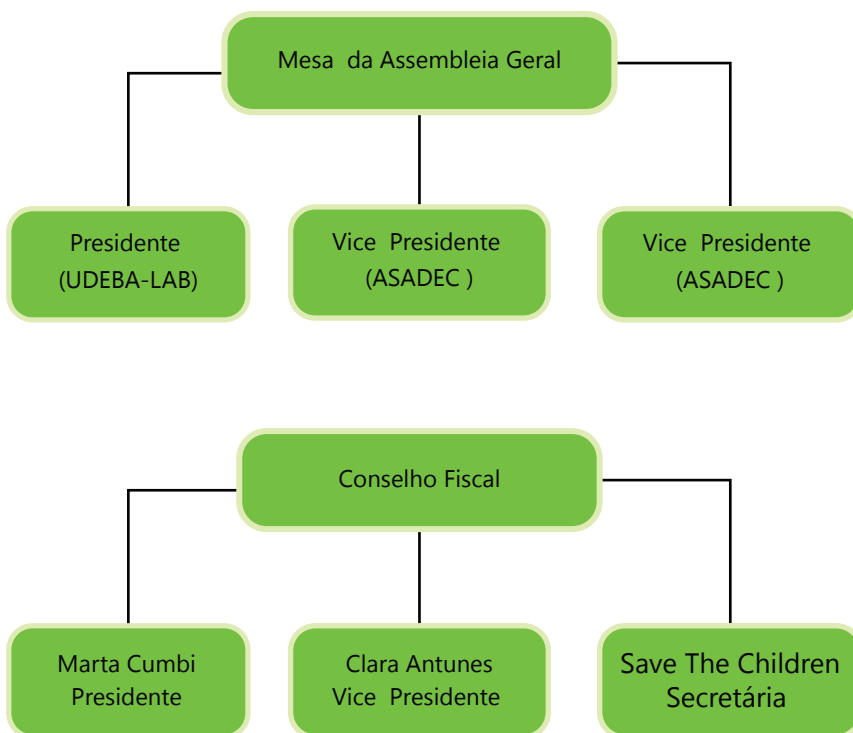 Mesa da Assembleia Geral
Presidente
(UDEBA-LAB)
Vice Presidente
(ASADEC )
Vice Presidente
(ASADEC )
Conselho Fiscal
Marta Cumbi
Presidente
Clara Antunes
Vice Presidente
Save The Children
Secretária